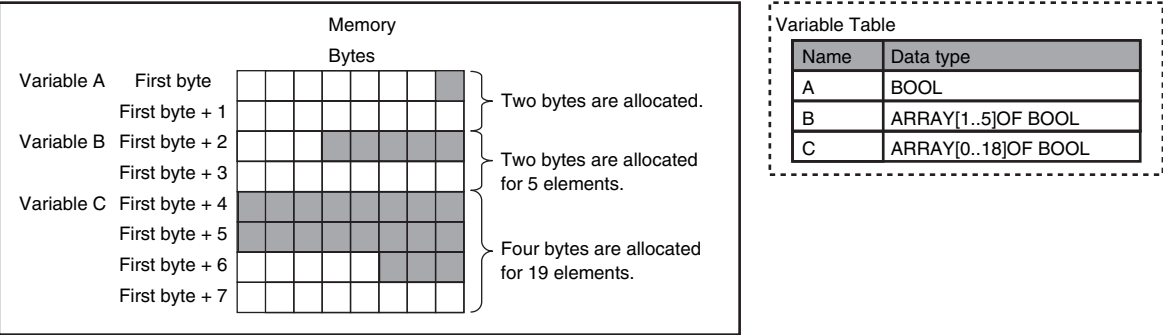 Memory
Bytes
Variable A First byte
First byte + 1
Two bytes are allocated.
Variable B First byte + 2
First byte + 3
Two bytes are allocated
for 5 elements.
Variable C First byte + 4
First byte + 5
First byte + 6
First byte + 7
Four bytes are allocated
for 19 elements.
Variable Table
Name Data type
A BOOL
B ARRAY[1..5]OF BOOL
C ARRAY[0..18]OF BOOL